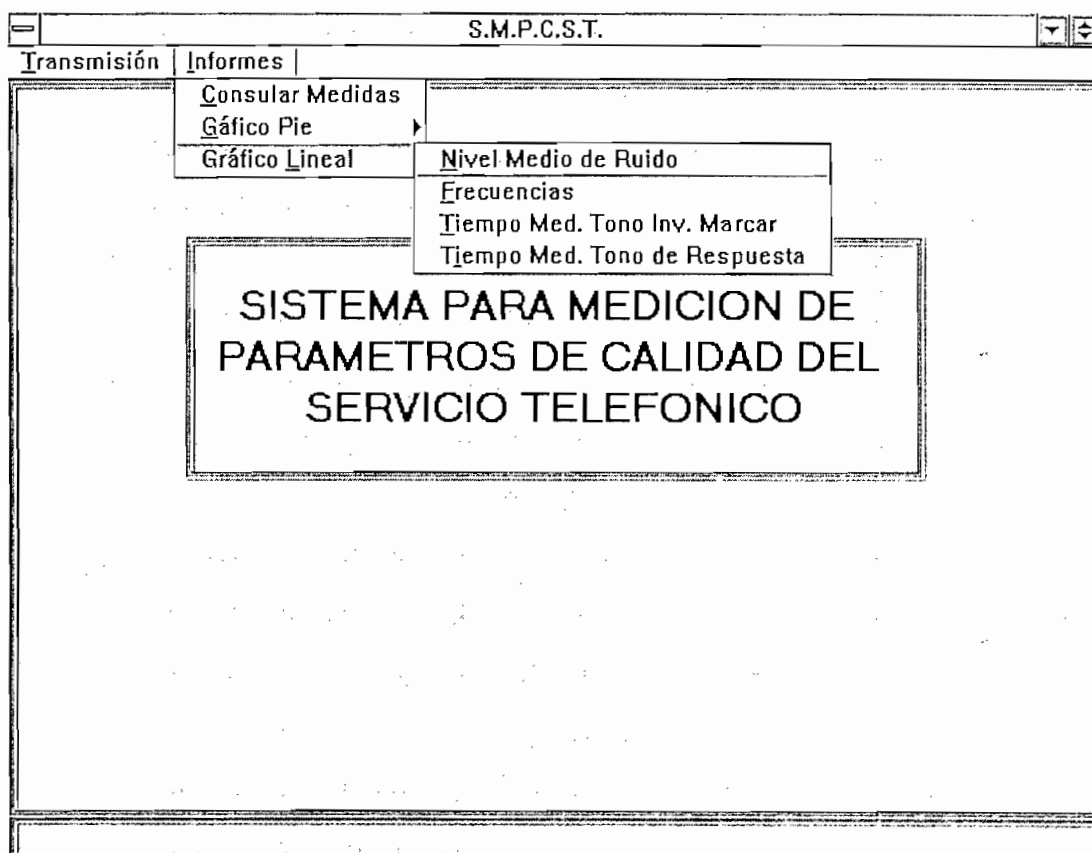 S.M.P.C.S.T.
Transmisión Informes
Consular Medidas
Gáfico Pie
Gráfico Lineal
Nivel Medio de Ruido
Frecuencias
Tiempo Med. Tono Inv. Marcar
Tiempo Med. Tono de Respuesta
SISTEMA PARA MEDICION DE
PARAMETROS DE CALIDAD DEL
SERVICIO TELEFONICO